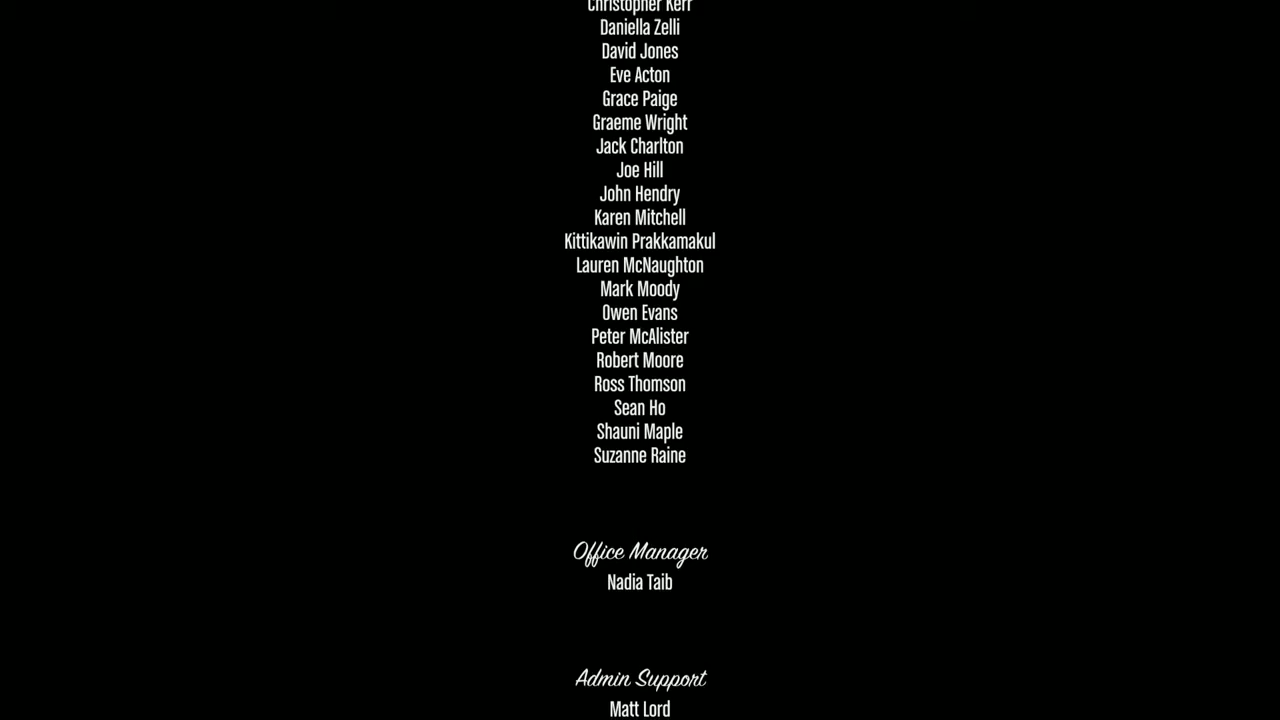 Christopher Kerr
Daniella Zelli
David Jones
Eve Acton
Grace Paige
Graeme Wright
Jack Charlton
Joe Hill
John Hendry
Karen Mitchell
Kittikawin Prakkamakul
Lauren McNaughton
Mark Moody
Owen Evans
Peter McAlister
Robert Moore
Ross Thomson
Sean Ho
Shauni Maple
Suzanne Raine
Office Manager
Nadia Taib
Admin Support
Matt Lord